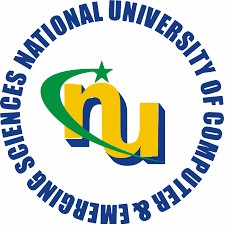 NATIONAL UNIVERSITY OF COMPUTER & EMERGING SCIENCES
nu